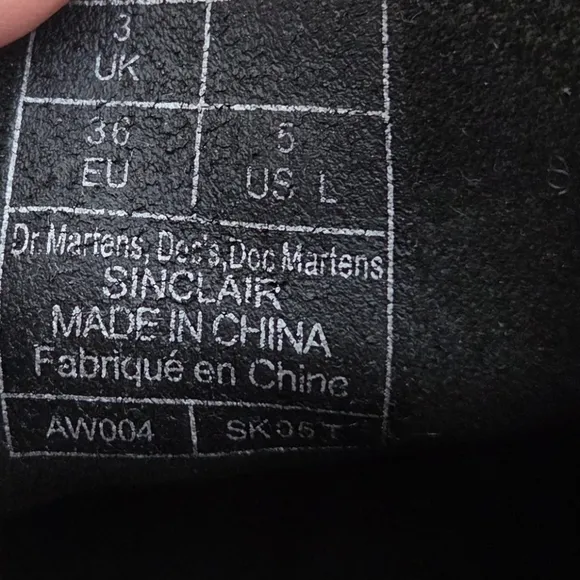 3
UK
36 5
EU US L
Dr. Martens, Doc's, Doc Martens
SINCLAIR
MADE IN CHINA
Fabriqué en Chine
AW004 SK05T